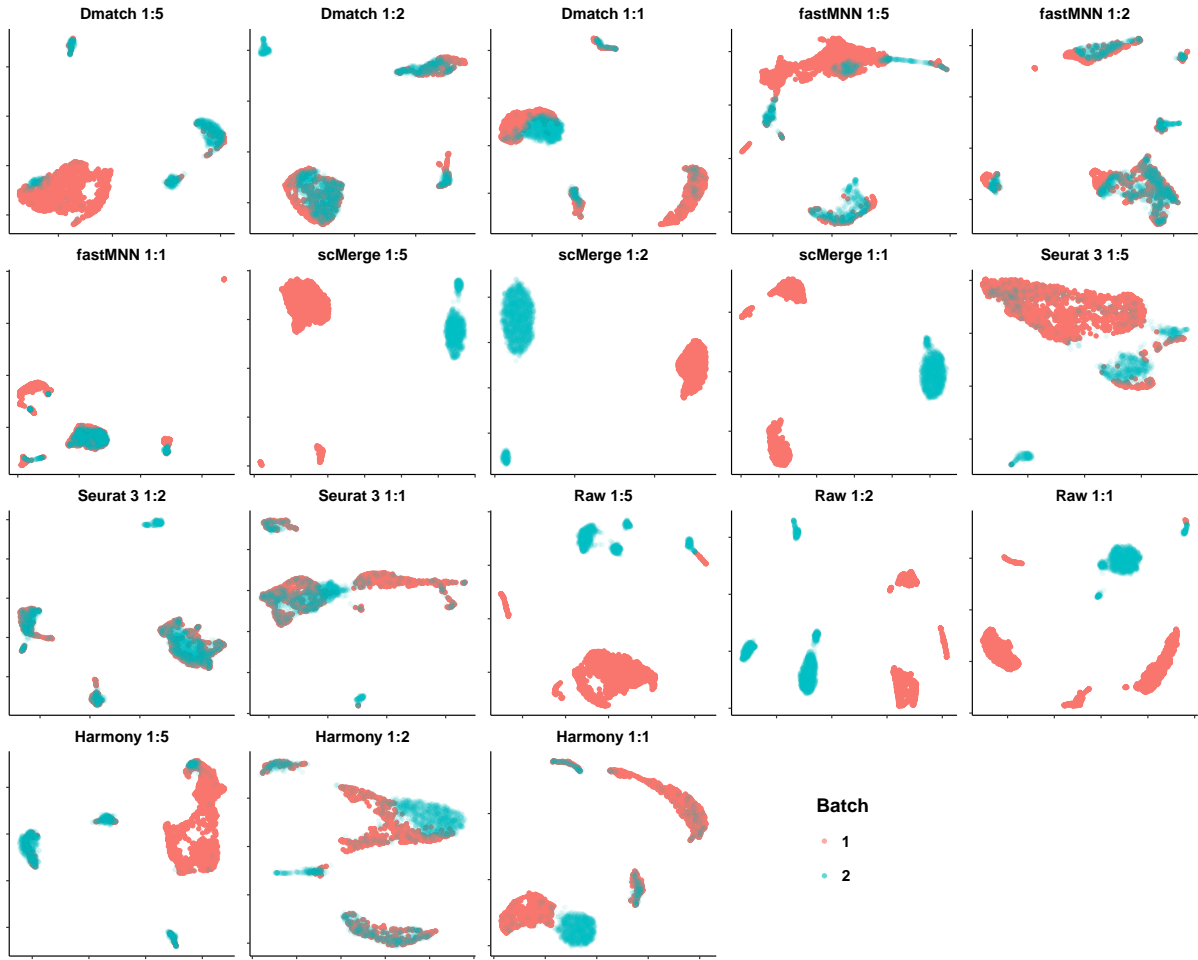 Dmatch 1:5
Dmatch 1:2
Dmatch 1:1
fastMNN 1:5
fastMNN 1:2
fastMNN 1:1
scMerge 1:5
scMerge 1:2
scMerge 1:1
Seurat 3 1:5
Seurat 3 1:2
Seurat 3 1:1
Raw 1:5
Raw 1:2
Raw 1:1
Harmony 1:5
Harmony 1:2
Harmony 1:1
Batch
1
2